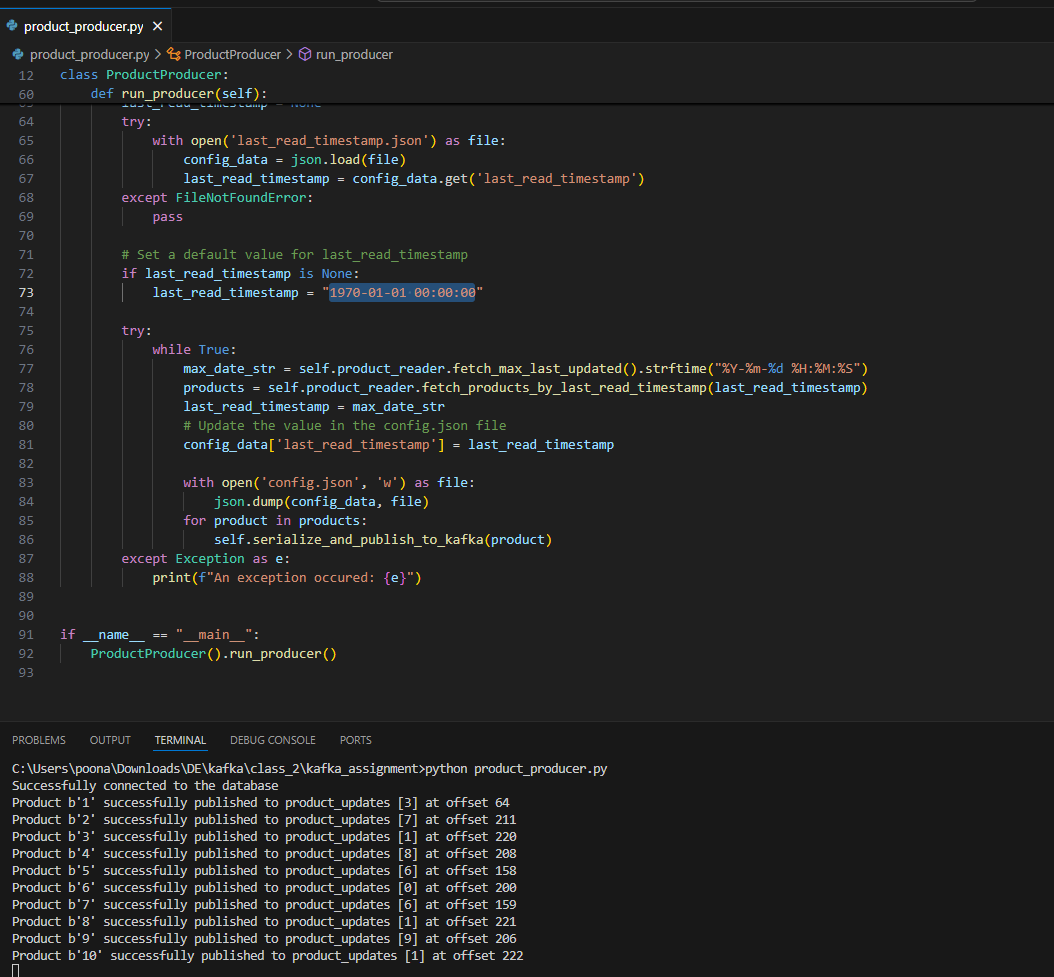 product_producer.py ×
product_producer.py > ProductProducer > run_producer
12 class ProductProducer:
60     def run_producer(self):
63         last_read_timestamp = None
64         try:
65             with open('last_read_timestamp.json') as file:
66                 config_data = json.load(file)
67                 last_read_timestamp = config_data.get('last_read_timestamp')
68         except FileNotFoundError:
69             pass
70
71         # Set a default value for last_read_timestamp
72         if last_read_timestamp is None:
73             last_read_timestamp = "1970-01-01 00:00:00"
74
75         try:
76             while True:
77                 max_date_str = self.product_reader.fetch_max_last_updated().strftime("%Y-%m-%d %H:%M:%S")
78                 products = self.product_reader.fetch_products_by_last_read_timestamp(last_read_timestamp)
79                 last_read_timestamp = max_date_str
80                 # Update the value in the config.json file
81                 config_data['last_read_timestamp'] = last_read_timestamp
82
83                 with open('config.json', 'w') as file:
84                     json.dump(config_data, file)
85                 for product in products:
86                     self.serialize_and_publish_to_kafka(product)
87         except Exception as e:
88             print(f"An exception occured: {e}")
89
90
91 if __name__ == "__main__":
92     ProductProducer().run_producer()
93
PROBLEMS OUTPUT TERMINAL DEBUG CONSOLE PORTS
C:\Users\poona\Downloads\DE\kafka\class_2\kafka_assignment>python product_producer.py
Successfully connected to the database
Product b'1' successfully published to product_updates [3] at offset 64
Product b'2' successfully published to product_updates [7] at offset 211
Product b'3' successfully published to product_updates [1] at offset 220
Product b'4' successfully published to product_updates [8] at offset 208
Product b'5' successfully published to product_updates [6] at offset 158
Product b'6' successfully published to product_updates [0] at offset 200
Product b'7' successfully published to product_updates [6] at offset 159
Product b'8' successfully published to product_updates [1] at offset 221
Product b'9' successfully published to product_updates [9] at offset 206
Product b'10' successfully published to product_updates [1] at offset 222